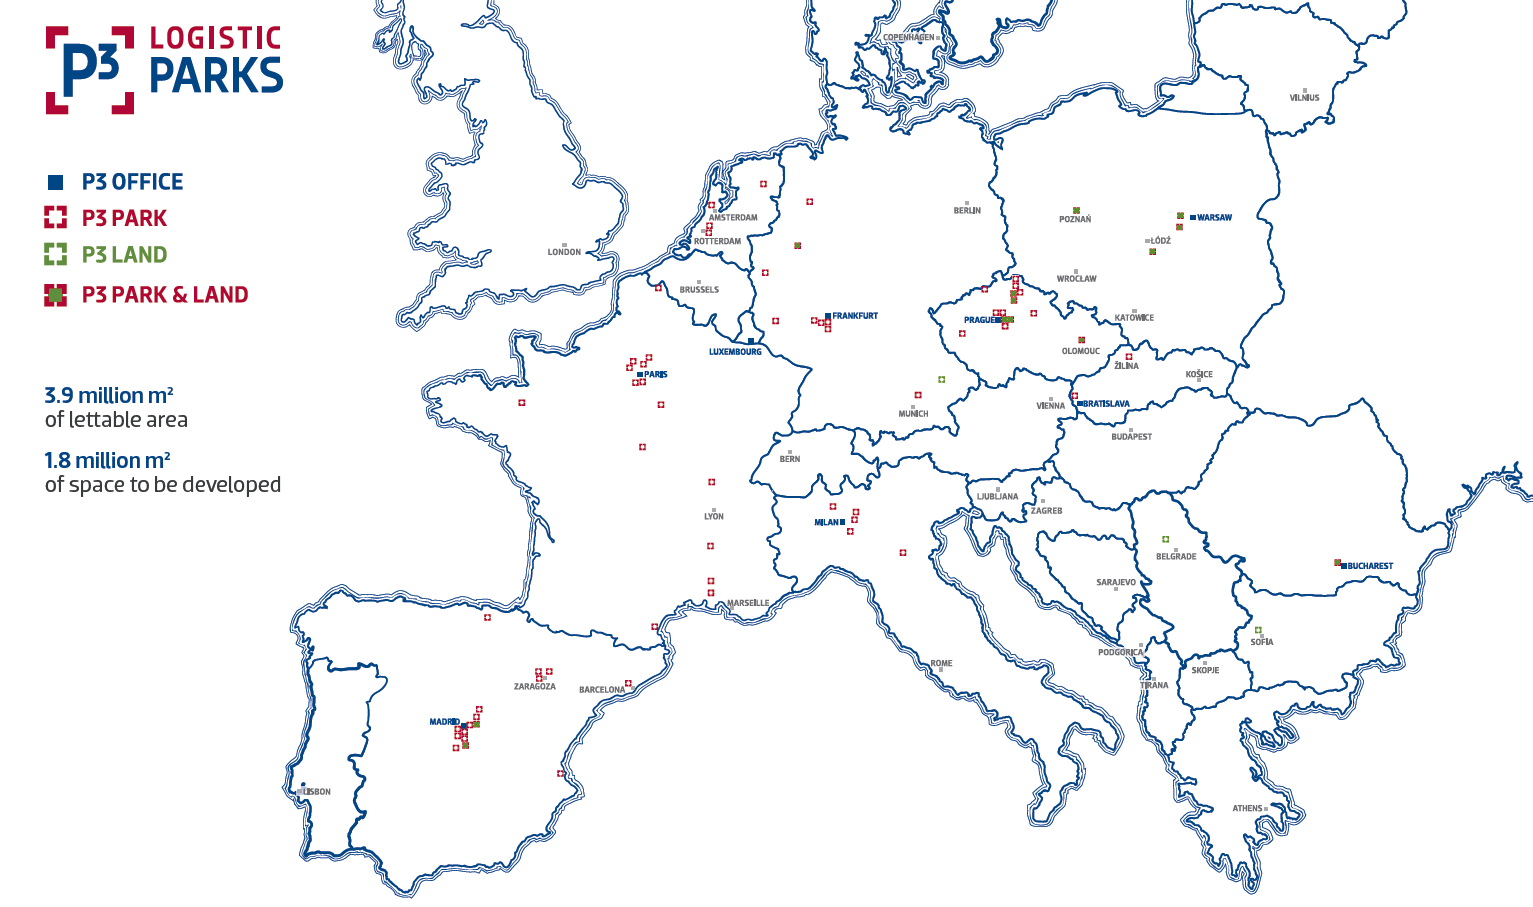 P3 LOGISTIC
PARKS
P3 OFFICE
P3 PARK
P3 LAND
P3 PARK & LAND
3.9 million m²
of lettable area
1.8 million m²
of space to be developed
COPENHAGEN
VILNIUS
BERLIN
POZNAŃ
WARSAW
AMSTERDAM
ROTTERDAM
ŁÓDŹ
LONDON
WROCŁAW
BRUSSELS
FRANKFURT
PRAGUE
KATOWICE
LUXEMBOURG
OLOMOUC
ŽILINA
PARIS
KOŠICE
MUNICH
VIENNA
BRATISLAVA
BUDAPEST
BERN
LJUBLJANA
ZAGREB
LYON
MILAN
BELGRADE
BUCHAREST
SARAJEVO
MARSEILLE
SOFIA
PODGORICA
ROME
SKOPJE
TIRANA
ZARAGOZA
BARCELONA
MADRID
LISBON
ATHENS